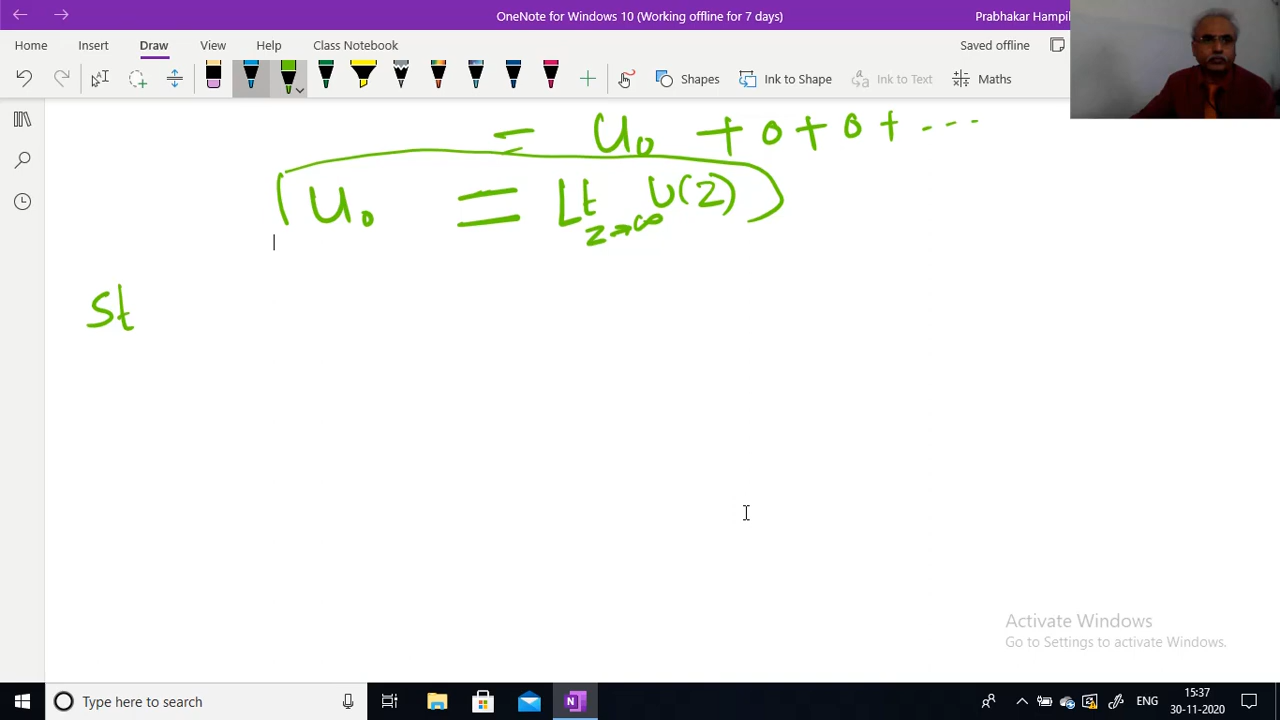 OneNote for Windows 10 (Working offline for 7 days) Prabhakar Hampil
Home Insert Draw View Help Class Notebook Saved offline
Shapes Ink to Shape Ink to Text Maths
= U₀ + 0 + 0 + ...
U₀ = Lt z→∞ U(z)
St
Activate Windows
Go to Settings to activate Windows.
Type here to search ENG 15:37
30-11-2020